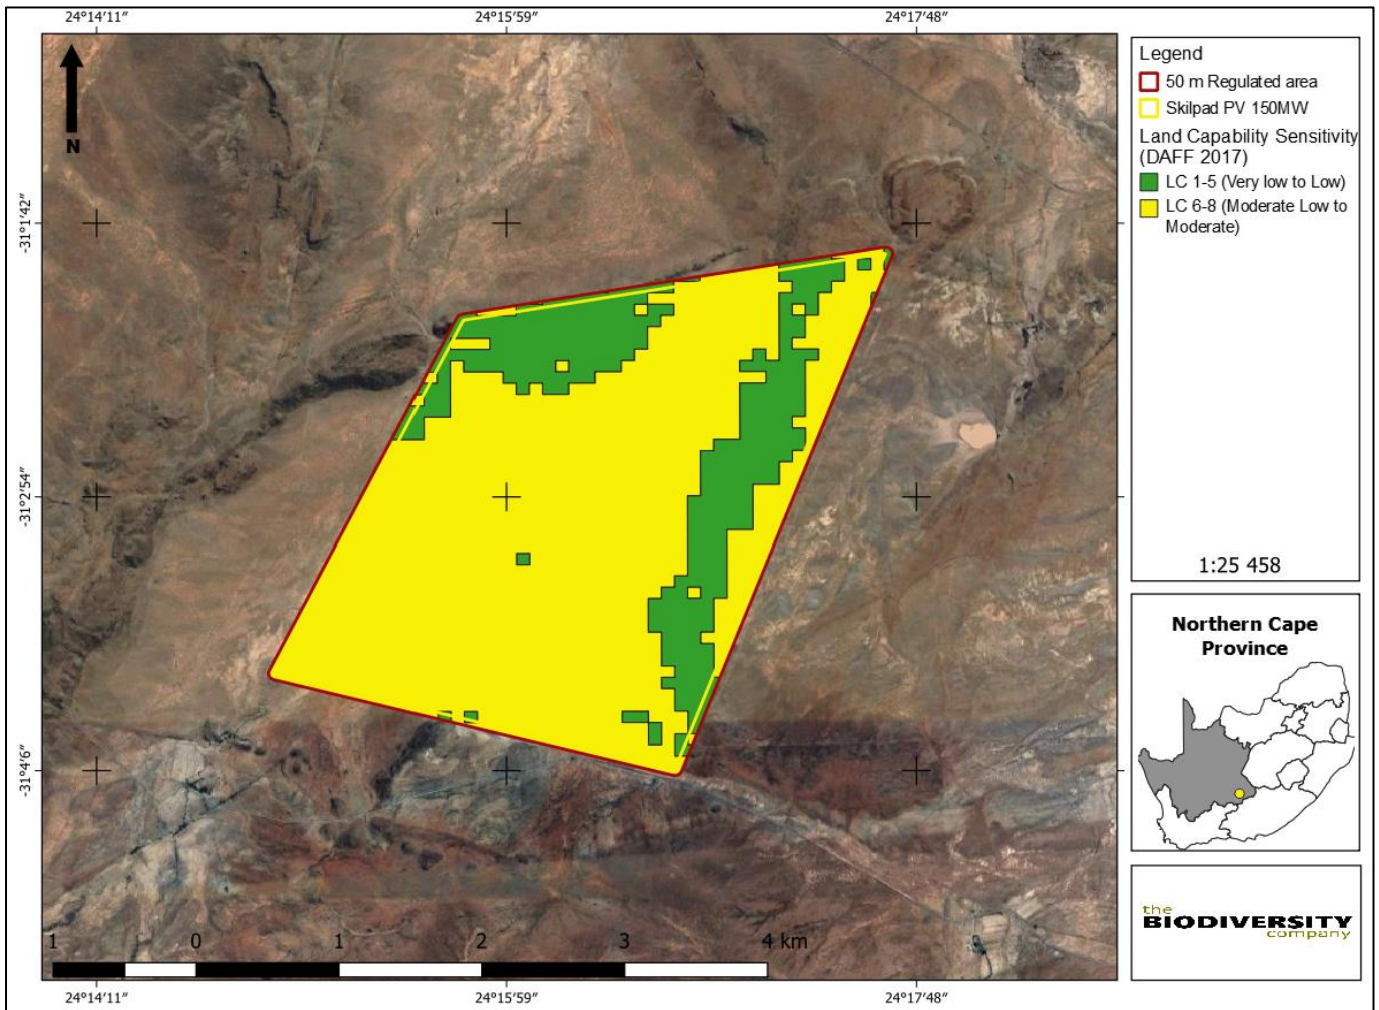 24°14′11″
24°15′59″
24°17′48″
-31°1′42″
-31°2′54″
-31°4′6″
N
1
0
1
2
3
4 km
24°14′11″
24°15′59″
24°17′48″
Legend
50 m Regulated area
Skilpad PV 150MW
Land Capability Sensitivity
(DAFF 2017)
LC 1-5 (Very low to Low)
LC 6-8 (Moderate Low to
Moderate)
1:25 458
Northern Cape
Province
the
BIODIVERSITY
company